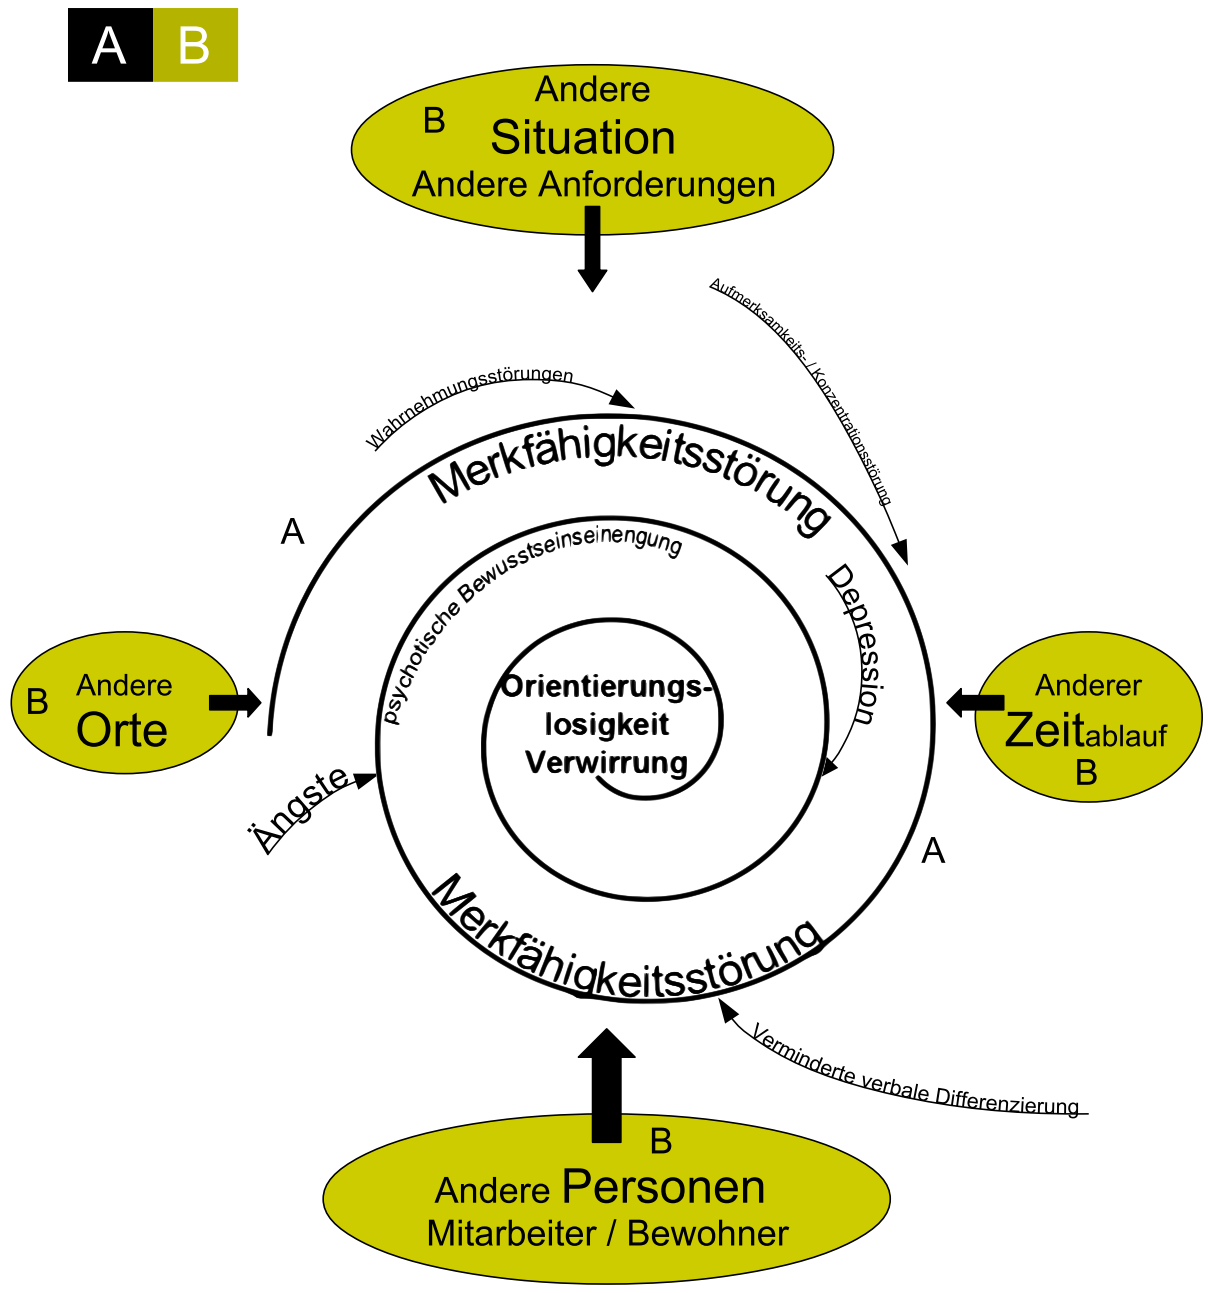 A B
Andere
B Situation
Andere Anforderungen
Aufmerksamkeits- / Konzentrationsstörung
Wahrnehmungsstörungen
Merkfähigkeitsstörung
A
psychotische Bewusstseinseinengung
Depression
B Andere
Orte
Orientierungs-
losigkeit
Verwirrung
Anderer
Zeitablauf
B
Ängste
A
Merkfähigkeitsstörung
Verminderte verbale Differenzierung
B
Andere Personen
Mitarbeiter / Bewohner